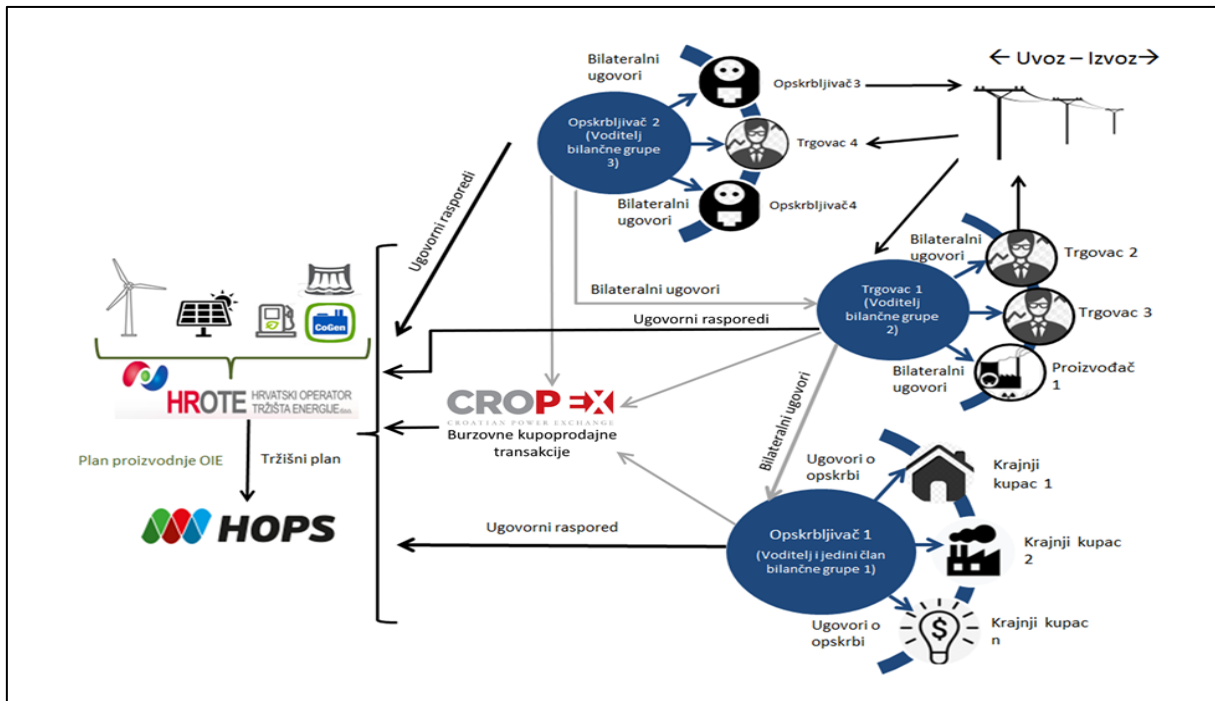 Bilateralni
ugovori
← Uvoz – Izvoz→
Opskrbljivač 3
Opskrbljivač 2
(Voditelj
bilančne grupe
3)
Trgovac 4
Bilateralni
ugovori
Opskrbljivač4
Ugovorni rasporedi
Bilateralni
ugovori
Trgovac 2
Bilateralni ugovori
Trgovac 1
(Voditelj
bilančne grupe
2)
Trgovac 3
Ugovorni rasporedi
Bilateralni
ugovori
Proizvođač
1
CoGen
HROTE
HRVATSKI OPERATOR
TRŽIŠTA ENERGIJE d.o.o.
CROPEX
CROATIAN POWER EXCHANGE
Burzovne kupoprodajne
transakcije
Bilateralni ugovori
Plan proizvodnje OIE
Tržišni plan
HOPS
Ugovori o
opskrbi
Krajnji
kupac 1
Ugovorni raspored
Opskrbljivač 1
(Voditelj i jedini član
bilančne grupe 1)
Krajnji kupac
2
Ugovori o
opskrbi
$
Krajnji kupac
n